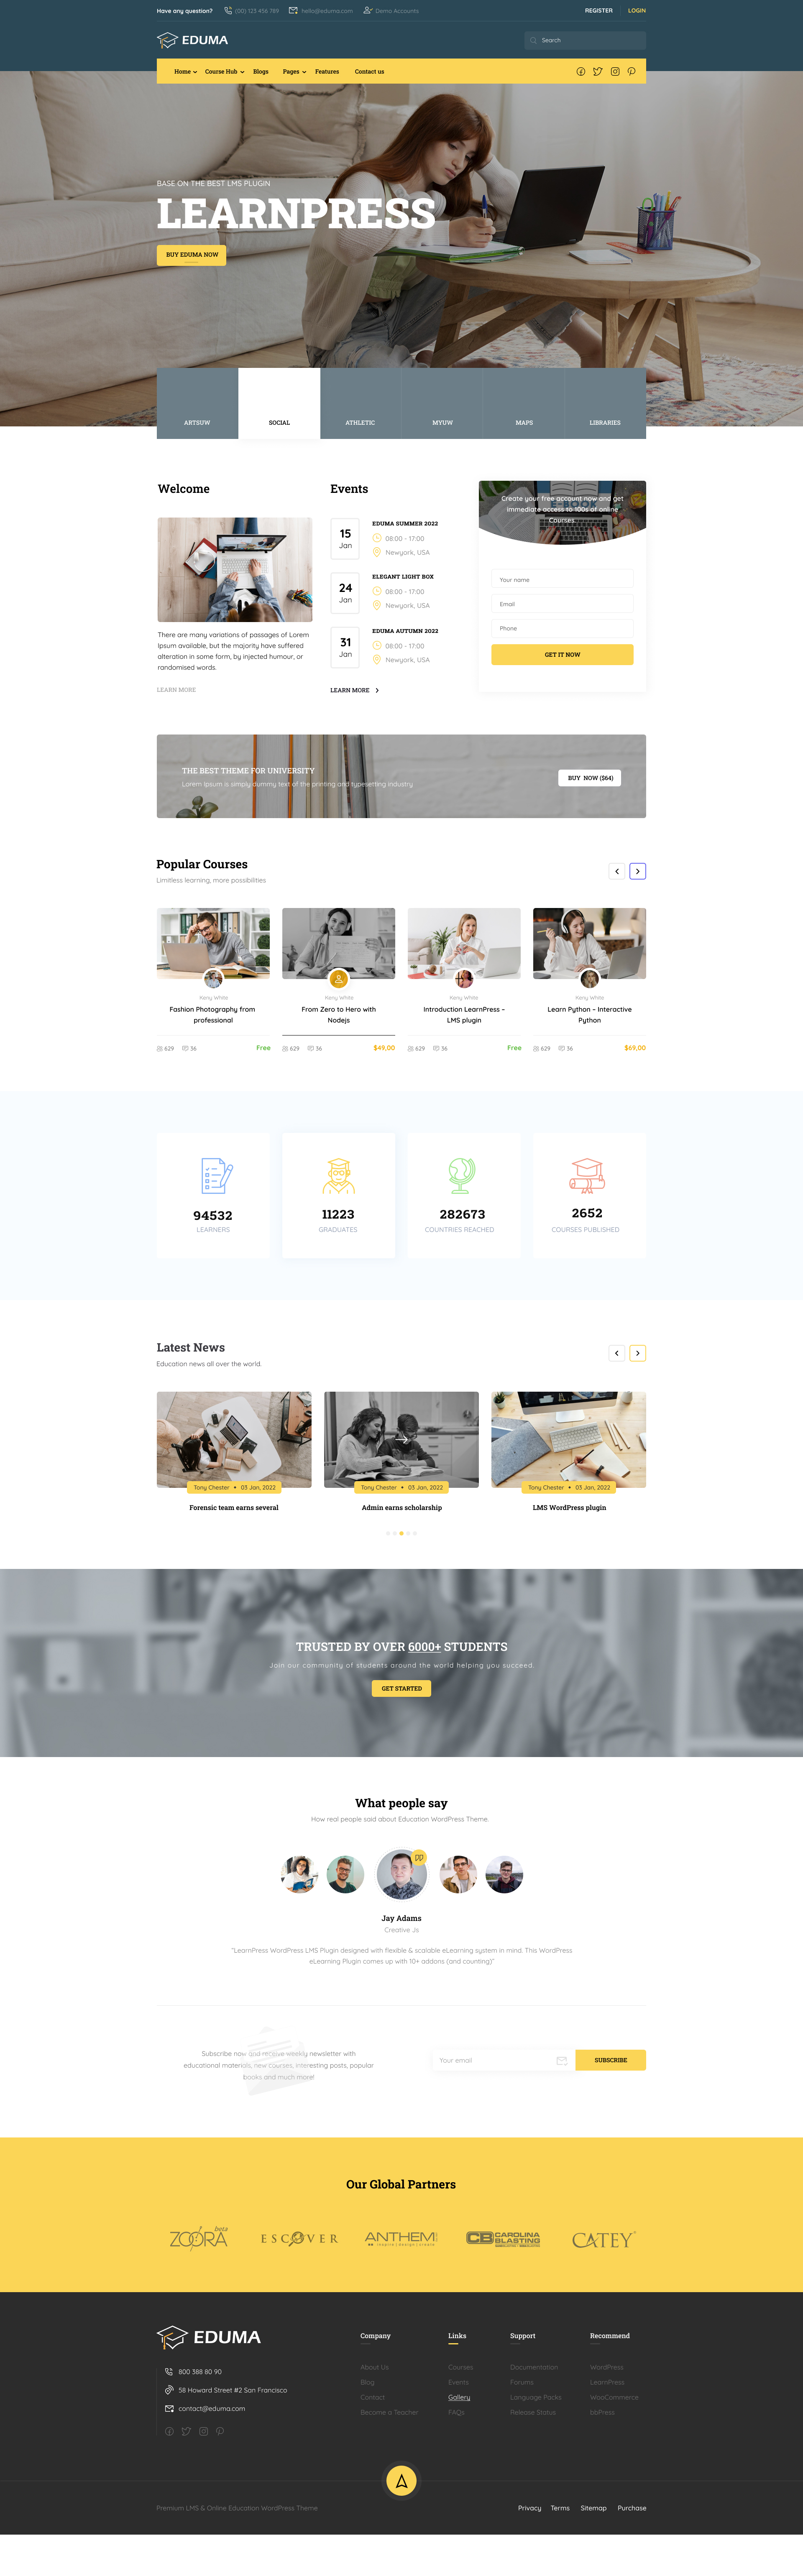 Have any question? (00) 123 456 789 hello@eduma.com Demo Accounts REGISTER LOGIN
EDUMA Search
Home Course Hub Blogs Pages Features Contact us
BASE ON THE BEST LMS PLUGIN
LEARNPRESS
BUY EDUMA NOW
ARTSUW SOCIAL ATHLETIC MYUW MAPS LIBRARIES
Welcome
There are many variations of passages of Lorem
Ipsum available, but the majority have suffered
alteration in some form, by injected humour, or
randomised words.
LEARN MORE
Events
15
Jan
EDUMA SUMMER 2022
08:00 - 17:00
Newyork, USA
24
Jan
ELEGANT LIGHT BOX
08:00 - 17:00
Newyork, USA
31
Jan
EDUMA AUTUMN 2022
08:00 - 17:00
Newyork, USA
LEARN MORE
Create your free account now and get
immediate access to 100s of online
Courses
Your name
Email
Phone
GET IT NOW
THE BEST THEME FOR UNIVERSITY
Lorem Ipsum is simply dummy text of the printing and typesetting industry
BUY NOW ($64)
Popular Courses
Limitless learning, more possibilities
Keny White
Fashion Photography from
professional
629 36 Free
Keny White
From Zero to Hero with
Nodejs
629 36 $49,00
Keny White
Introduction LearnPress –
LMS plugin
629 36 Free
Keny White
Learn Python – Interactive
Python
629 36 $69,00
94532
LEARNERS
11223
GRADUATES
282673
COUNTRIES REACHED
2652
COURSES PUBLISHED
Latest News
Education news all over the world.
Tony Chester • 03 Jan, 2022
Forensic team earns several
Tony Chester • 03 Jan, 2022
Admin earns scholarship
Tony Chester • 03 Jan, 2022
LMS WordPress plugin
TRUSTED BY OVER 6000+ STUDENTS
Join our community of students around the world helping you succeed.
GET STARTED
What people say
How real people said about Education WordPress Theme.
Jay Adams
Creative Js
"LearnPress WordPress LMS Plugin designed with flexible & scalable eLearning system in mind. This WordPress
eLearning Plugin comes up with 10+ addons (and counting)"
Subscribe now and receive weekly newsletter with
educational materials, new courses, interesting posts, popular
books and much more!
Your email
SUBSCRIBE
Our Global Partners
ZOORA beta
ESCOVER
ANTHEM
inspire | design | create
CB CAROLINA
BLASTING
CATEY
EDUMA
800 388 80 90
58 Howard Street #2 San Francisco
contact@eduma.com
Company
About Us
Blog
Contact
Become a Teacher
Links
Courses
Events
Gallery
FAQs
Support
Documentation
Forums
Language Packs
Release Status
Recommend
WordPress
LearnPress
WooCommerce
bbPress
Premium LMS & Online Education WordPress Theme
Privacy Terms Sitemap Purchase